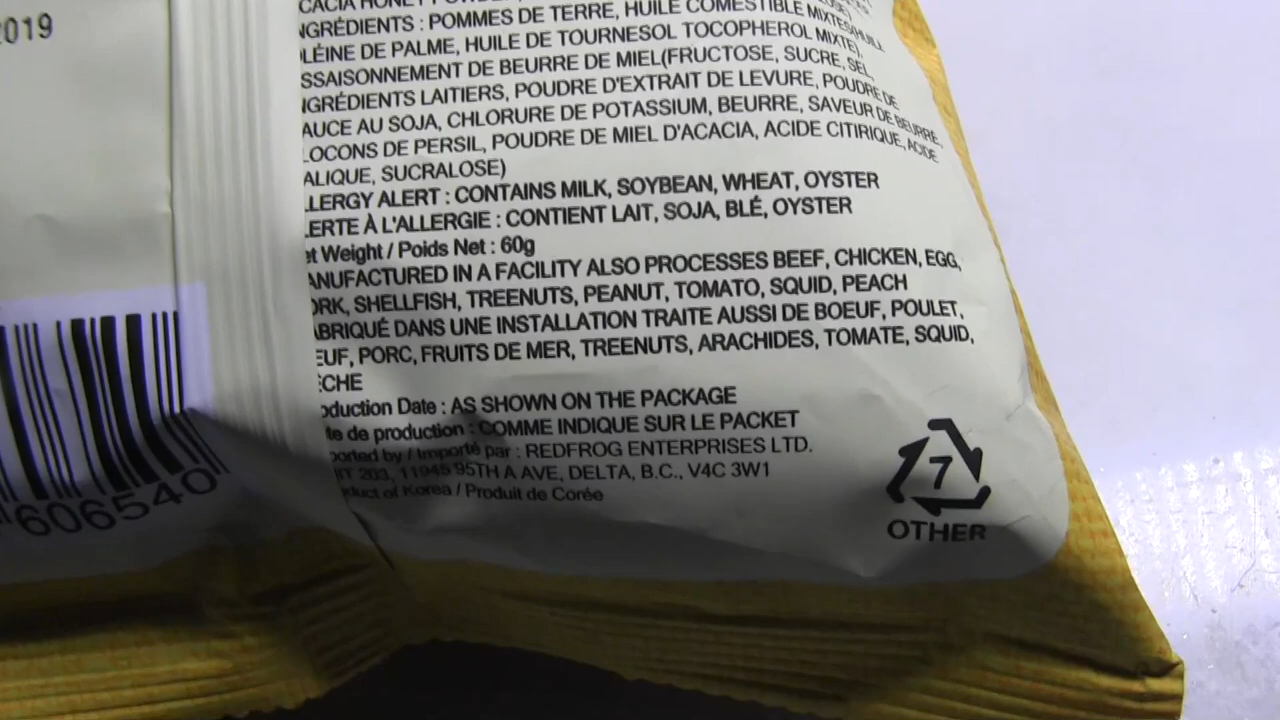 2019
CACIA HONEY
NGRÉDIENTS : POMMES DE TERRE, HUILE COMESTIBLE MIXTES(HUIL
LÉINE DE PALME, HUILE DE TOURNESOL TOCOPHEROL MIXTE),
SSAISONNEMENT DE BEURRE DE MIEL(FRUCTOSE, SUCRE, SEL,
NGRÉDIENTS LAITIERS, POUDRE D'EXTRAIT DE LEVURE, POUDRE DE
AUCE AU SOJA, CHLORURE DE POTASSIUM, BEURRE, SAVEUR DE BEURRE,
LOCONS DE PERSIL, POUDRE DE MIEL D'ACACIA, ACIDE CITIRIQUE, ACIDE
ALIQUE, SUCRALOSE)
LLERGY ALERT : CONTAINS MILK, SOYBEAN, WHEAT, OYSTER
LERTE À L'ALLERGIE : CONTIENT LAIT, SOJA, BLÉ, OYSTER
et Weight / Poids Net : 60g
ANUFACTURED IN A FACILITY ALSO PROCESSES BEEF, CHICKEN, EGG,
ORK, SHELLFISH, TREENUTS, PEANUT, TOMATO, SQUID, PEACH
ABRIQUÉ DANS UNE INSTALLATION TRAITE AUSSI DE BOEUF, POULET,
EUF, PORC, FRUITS DE MER, TREENUTS, ARACHIDES, TOMATE, SQUID,
ÊCHE
oduction Date : AS SHOWN ON THE PACKAGE
te de production : COMME INDIQUE SUR LE PACKET
ported by / Importé par : REDFROG ENTERPRISES LTD.
IT 203, 11945 95TH A AVE, DELTA, B.C., V4C 3W1
oduct of Korea / Produit de Corée
7
OTHER
606540